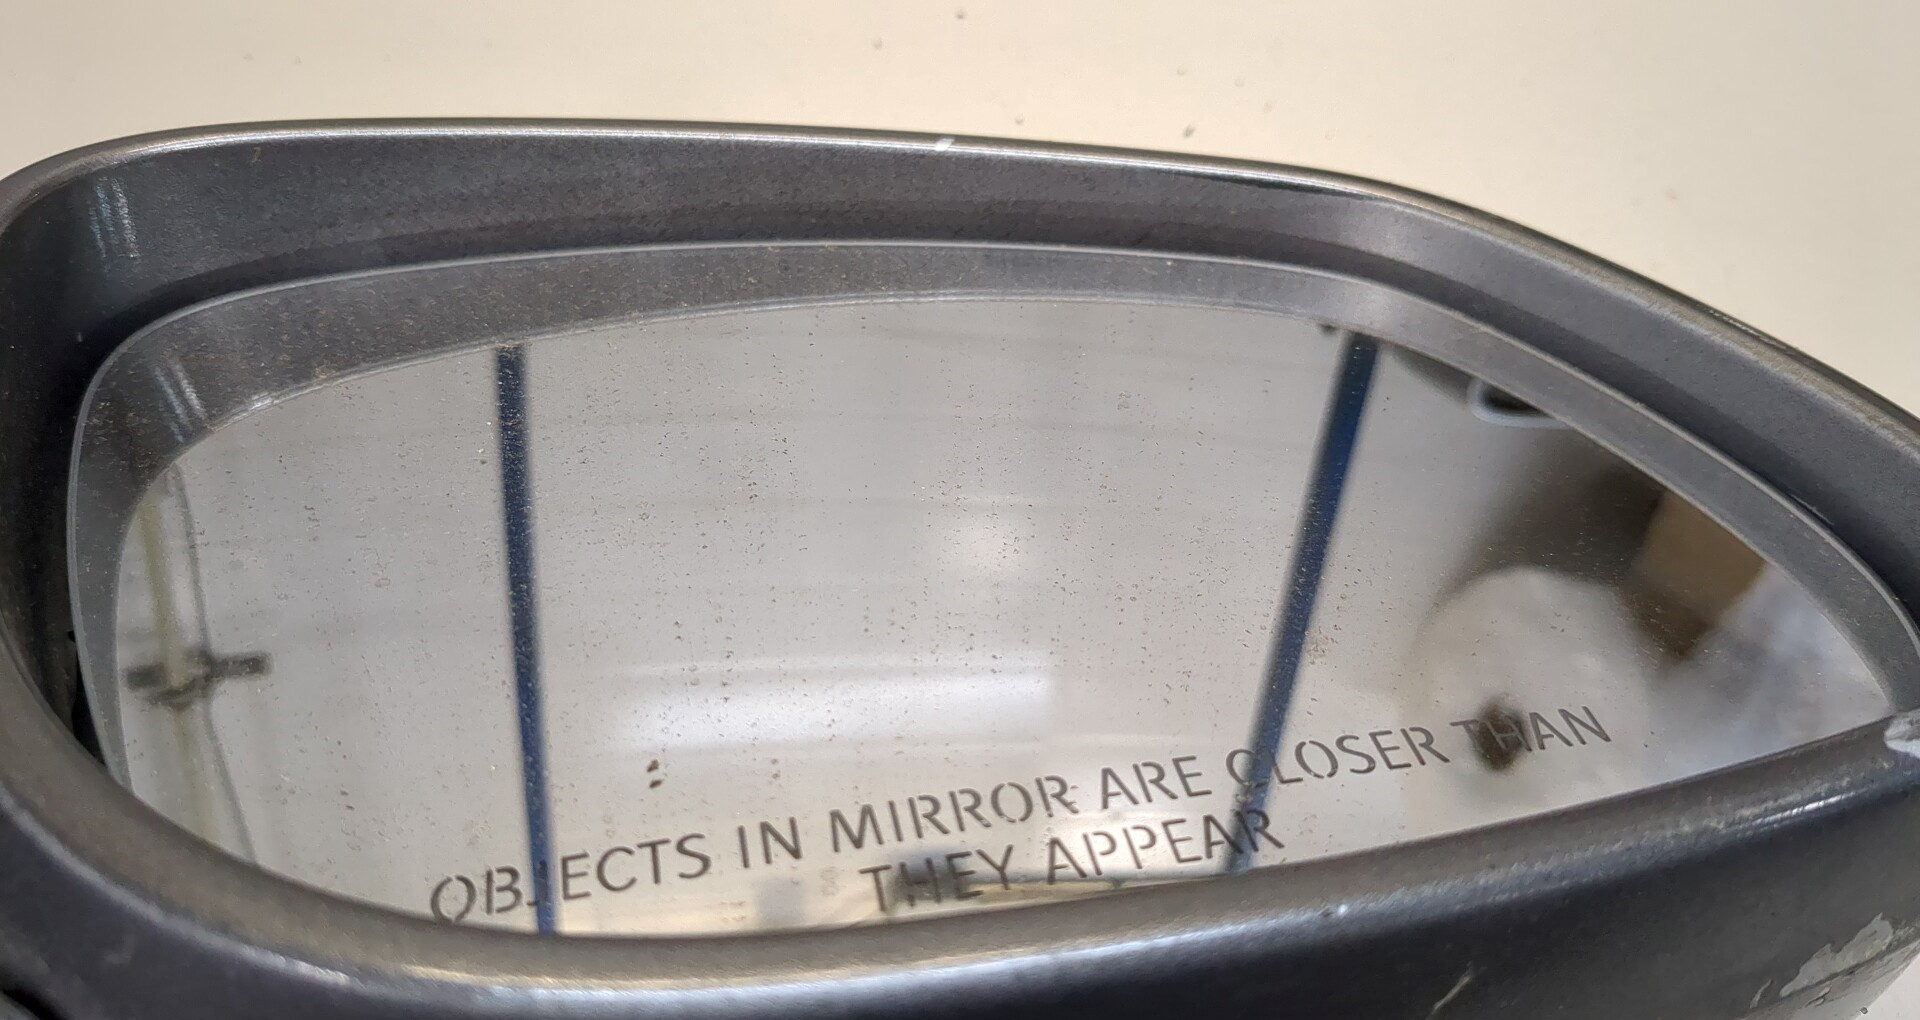 OBJECTS IN MIRROR ARE CLOSER THAN
THEY APPEAR